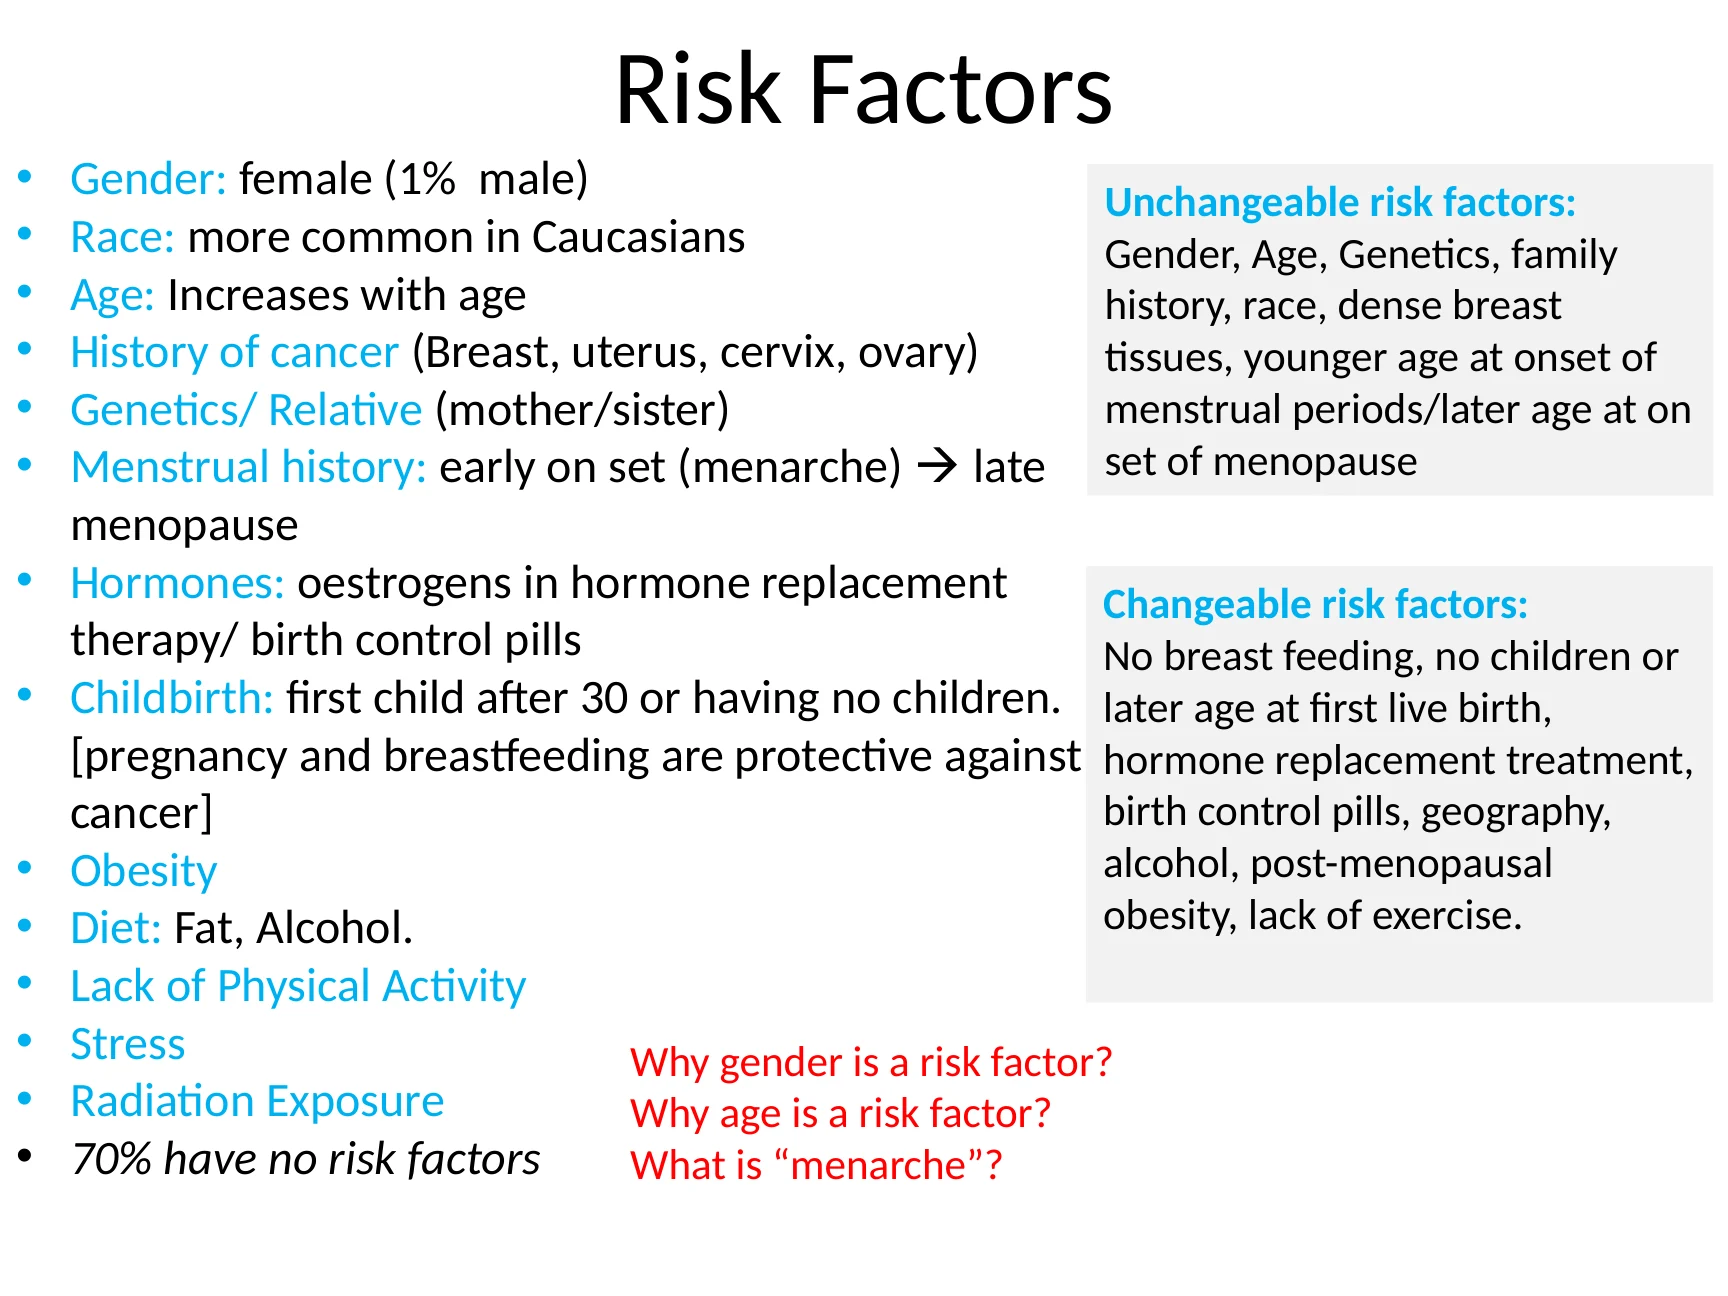 Risk Factors
• Gender: female (1%  male)
• Race: more common in Caucasians
• Age: Increases with age
• History of cancer (Breast, uterus, cervix, ovary)
• Genetics/ Relative (mother/sister)
• Menstrual history: early on set (menarche) → late
menopause
• Hormones: oestrogens in hormone replacement
therapy/ birth control pills
• Childbirth: first child after 30 or having no children.
[pregnancy and breastfeeding are protective against
cancer]
• Obesity
• Diet: Fat, Alcohol.
• Lack of Physical Activity
• Stress
• Radiation Exposure
• 70% have no risk factors
Unchangeable risk factors:
Gender, Age, Genetics, family
history, race, dense breast
tissues, younger age at onset of
menstrual periods/later age at on
set of menopause
Changeable risk factors:
No breast feeding, no children or
later age at first live birth,
hormone replacement treatment,
birth control pills, geography,
alcohol, post-menopausal
obesity, lack of exercise.
Why gender is a risk factor?
Why age is a risk factor?
What is “menarche”?